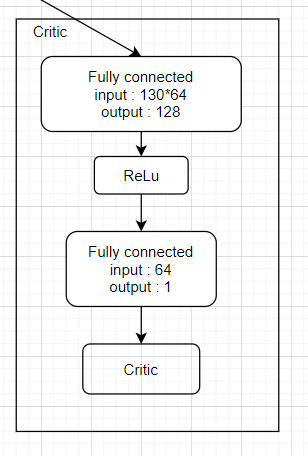 Critic
Fully connected
input : 130*64
output : 128
ReLu
Fully connected
input : 64
output : 1
Critic